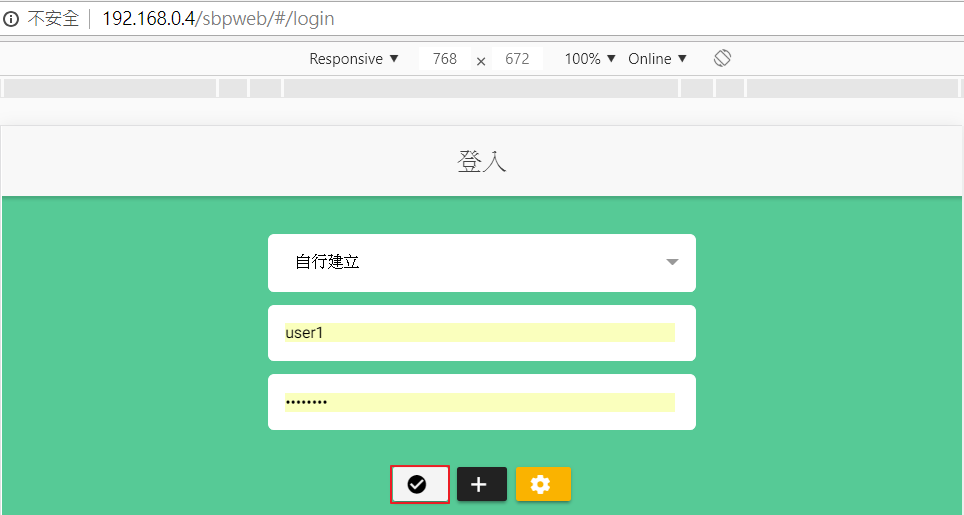 不安全 192.168.0.4/sbpweb/#/login
Responsive ▼ 768 × 672 100% ▼ Online ▼
登入
自行建立
user1
••••••••